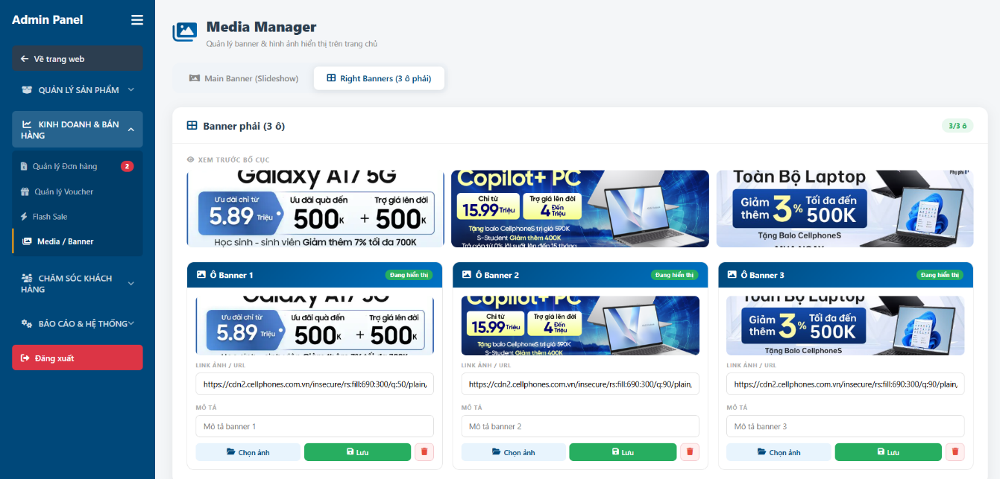 Admin Panel
Về trang web
QUẢN LÝ SẢN PHẨM
KINH DOANH & BÁN
HÀNG
Quản lý Đơn hàng 2
Quản lý Voucher
Flash Sale
Media / Banner
CHĂM SÓC KHÁCH
HÀNG
BÁO CÁO & HỆ THỐNG
Đăng xuất
Media Manager
Quản lý banner & hình ảnh hiển thị trên trang chủ
Main Banner (Slideshow) Right Banners (3 ô phải)
Banner phải (3 ô) 3/3 ô
XEM TRƯỚC BỐ CỤC
Galaxy A17 5G
Ưu đãi chỉ từ
5.89 Triệu
Ưu đãi quà đến
500K
+
Trợ giá lên đời
500K
Học sinh - sinh viên Giảm thêm 7% tối đa 700K
Copilot+ PC
Chỉ từ
15.99 Triệu
Trợ giá lên đời
4 Đến Triệu
Tặng balo CellphoneS trị giá 590K
S-Student Giảm thêm 400K
Trả góp từ 0% lãi suất lên đến 15 tháng
Toàn Bộ Laptop
Giảm
thêm 3%
Tối đa đến
500K
Tặng Balo CellphoneS
MUA NGAY
Ô Banner 1 Đang hiển thị
Galaxy A17 5G
Ưu đãi chỉ từ
5.89 Triệu
Ưu đãi quà đến
500K
+
Trợ giá lên đời
500K
LINK ẢNH / URL
https://cdn2.cellphones.com.vn/insecure/rs:fill:690:300/q:50/plain,
MÔ TẢ
Mô tả banner 1
Chọn ảnh Lưu
Ô Banner 2 Đang hiển thị
Copilot+ PC
Chỉ từ
15.99 Triệu
Trợ giá lên đời
4 Đến Triệu
Tặng balo CellphoneS trị giá 590K
S-Student Giảm thêm 400K
LINK ẢNH / URL
https://cdn2.cellphones.com.vn/insecure/rs:fill:690:300/q:90/plain,
MÔ TẢ
Mô tả banner 2
Chọn ảnh Lưu
Ô Banner 3 Đang hiển thị
Toàn Bộ Laptop
Giảm
thêm 3%
Tối đa đến
500K
Tặng Balo CellphoneS
LINK ẢNH / URL
https://cdn2.cellphones.com.vn/insecure/rs:fill:690:300/q:90/plain,
MÔ TẢ
Mô tả banner 3
Chọn ảnh Lưu